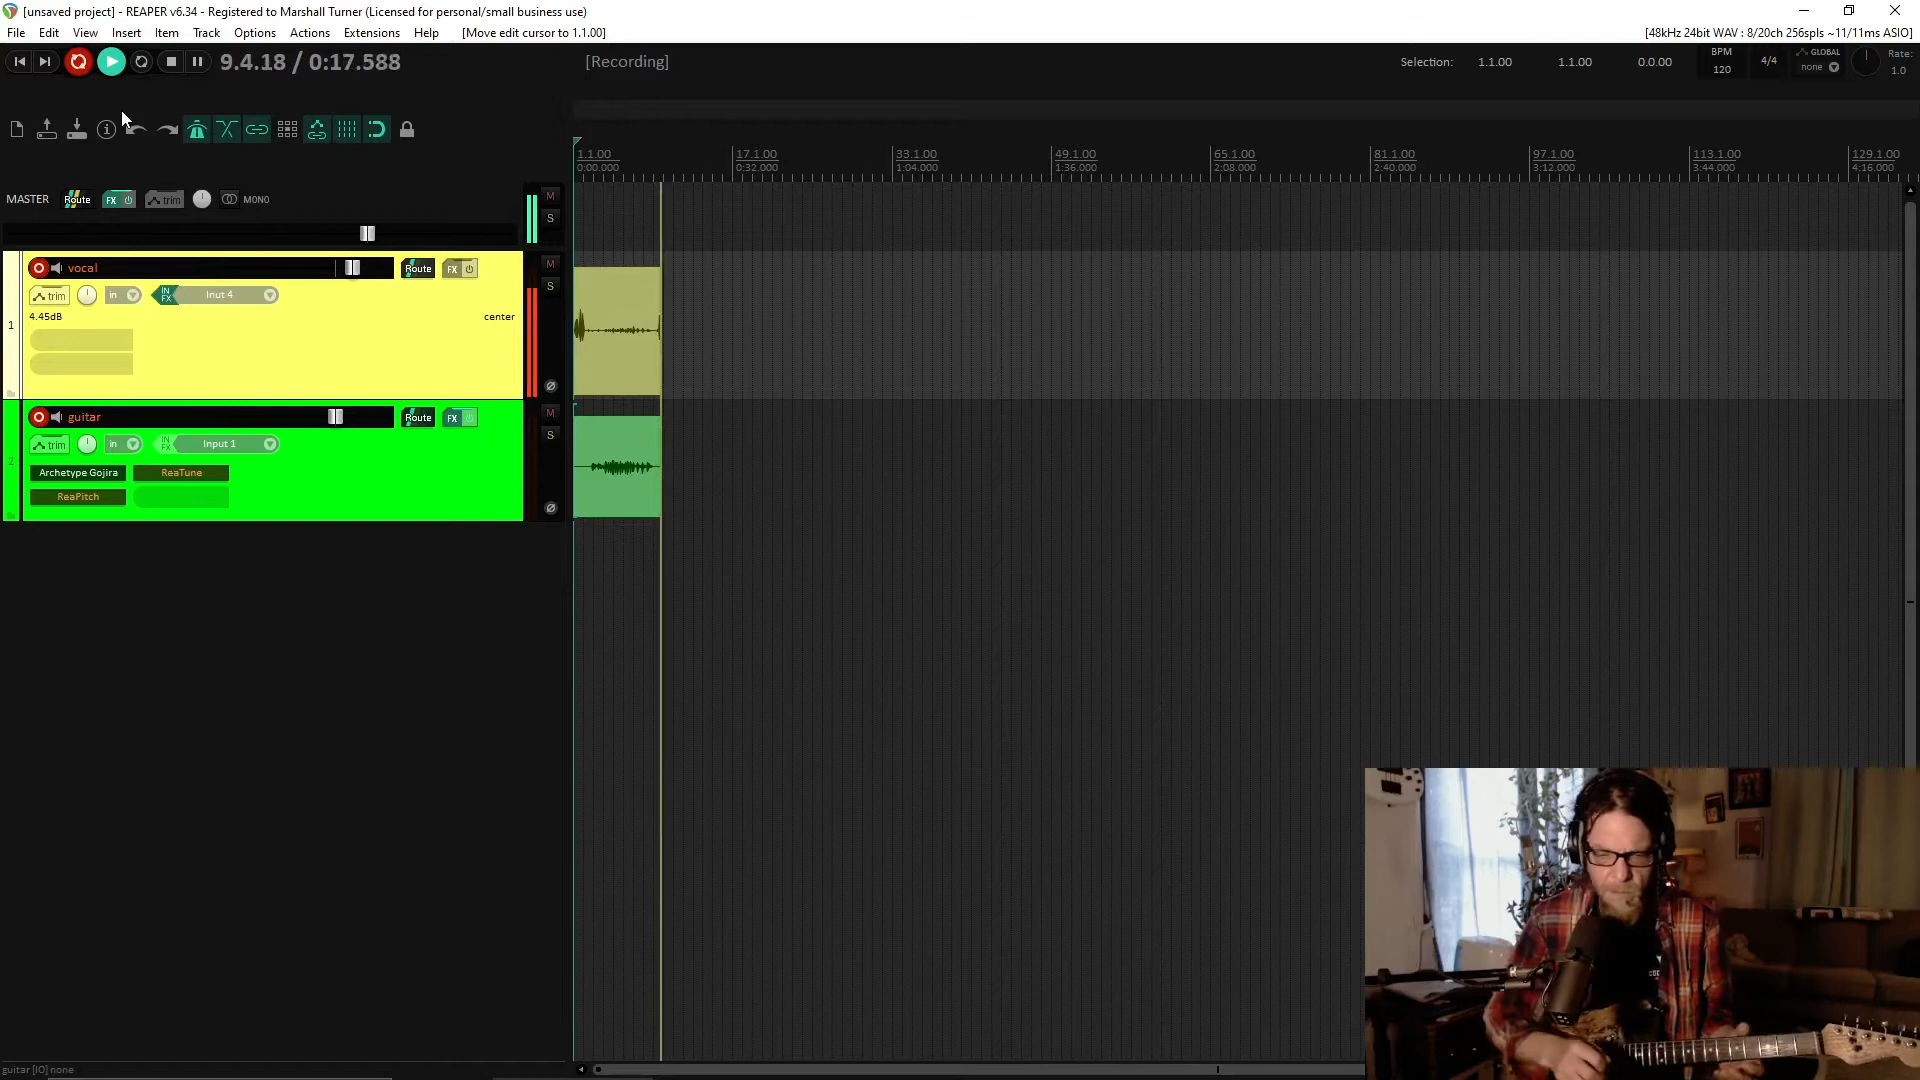 [unsaved project] - REAPER v6.34 - Registered to Marshall Turner (Licensed for personal/small business use)
File Edit View Insert Item Track Options Actions Extensions Help [Move edit cursor to 1.1.00] [48kHz 24bit WAV : 8/20ch 256spls ~11/11ms ASIO]
9.4.18 / 0:17.588 [Recording] Selection: 1.1.00 1.1.00 0.0.00 BPM 120 4/4 GLOBAL none Rate: 1.0
1.1.00 17.1.00 33.1.00 49.1.00 65.1.00 81.1.00 97.1.00 113.1.00 129.1.00
0:00.000 0:32.000 1:04.000 1:36.000 2:08.000 2:40.000 3:12.000 3:44.000 4:16.000
MASTER Route FX trim MONO M
S
vocal Route FX M
trim in IN FX Inut 4 S
4.45dB center
1
guitar Route FX M
trim in IN FX Input 1 S
2
Archetype Gojira ReaTune
ReaPitch
guitar [IO] none